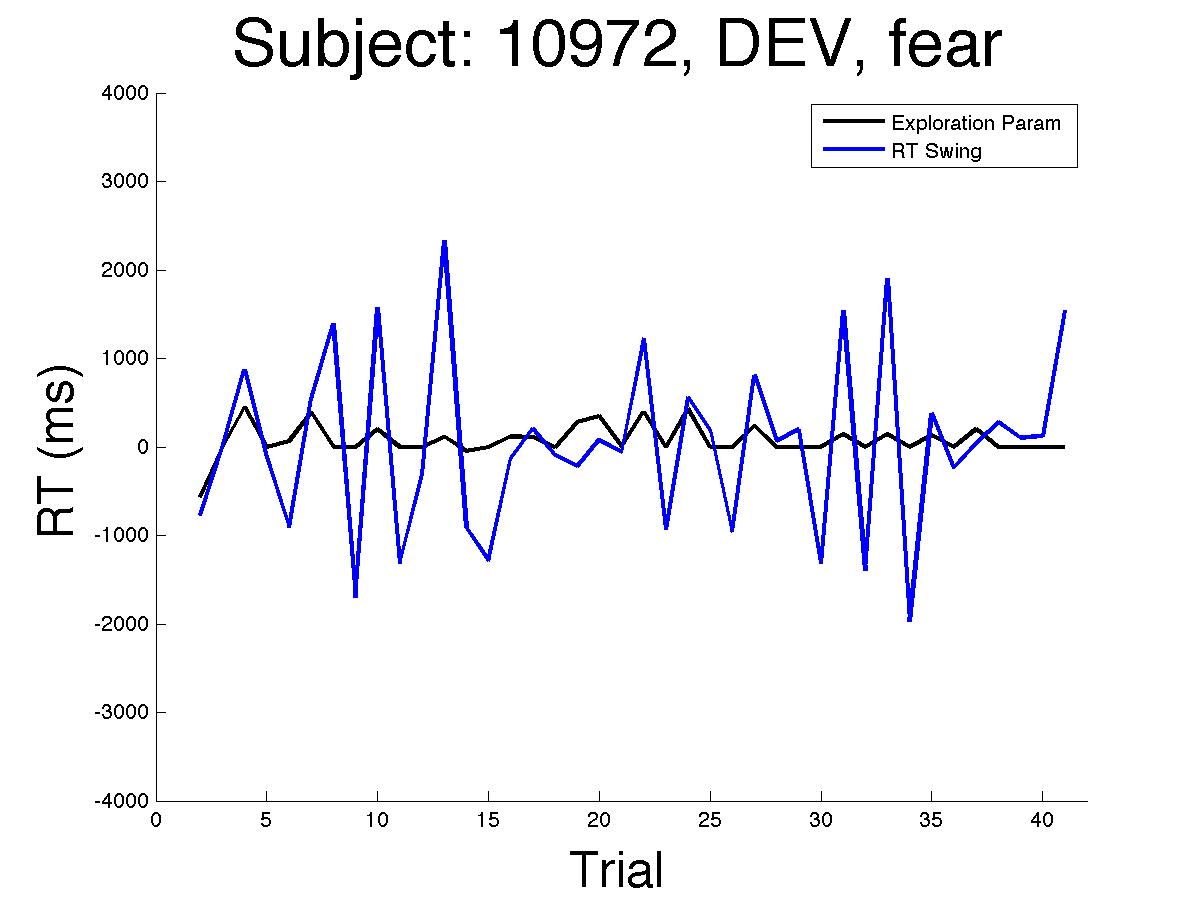 Subject: 10972, DEV, fear
Exploration Param
RT Swing
4000
3000
2000
1000
0
-1000
-2000
-3000
-4000
RT (ms)
0 5 10 15 20 25 30 35 40
Trial